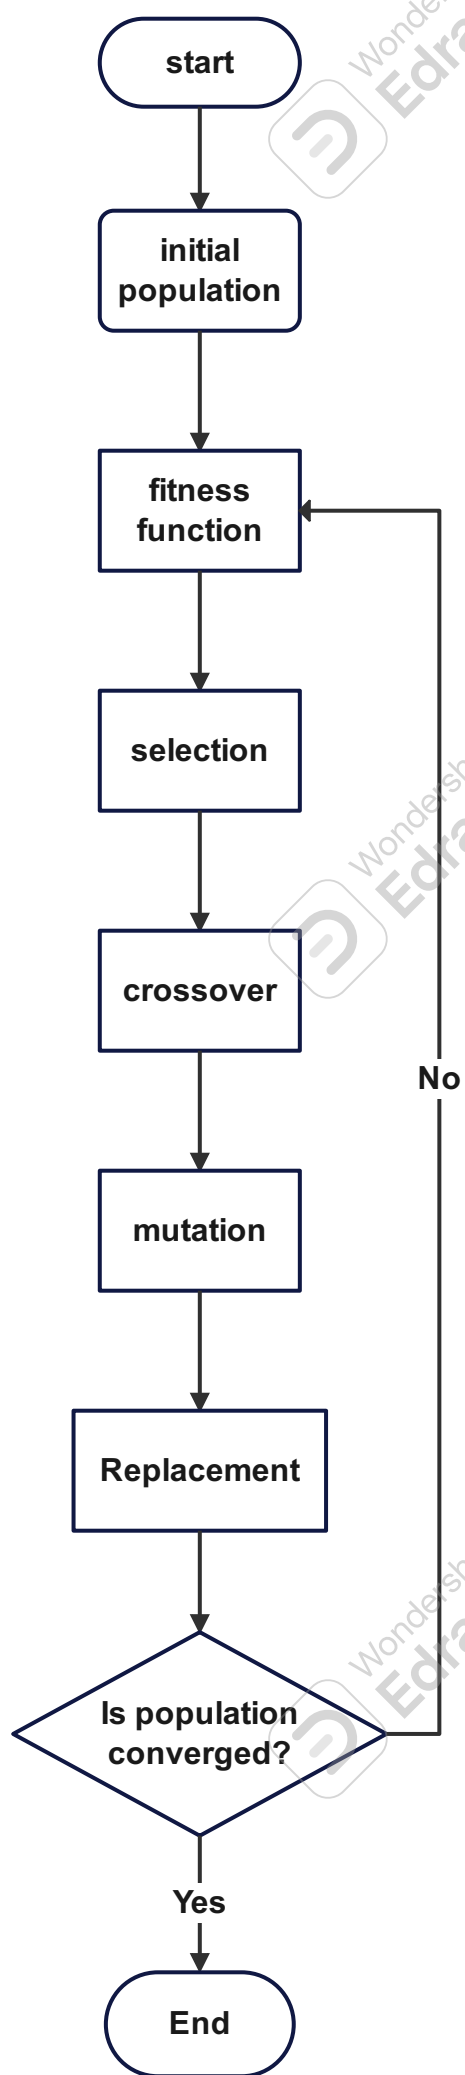 start
initial
population
fitness
function
selection
crossover
No
mutation
Replacement
Is population
converged?
Yes
End